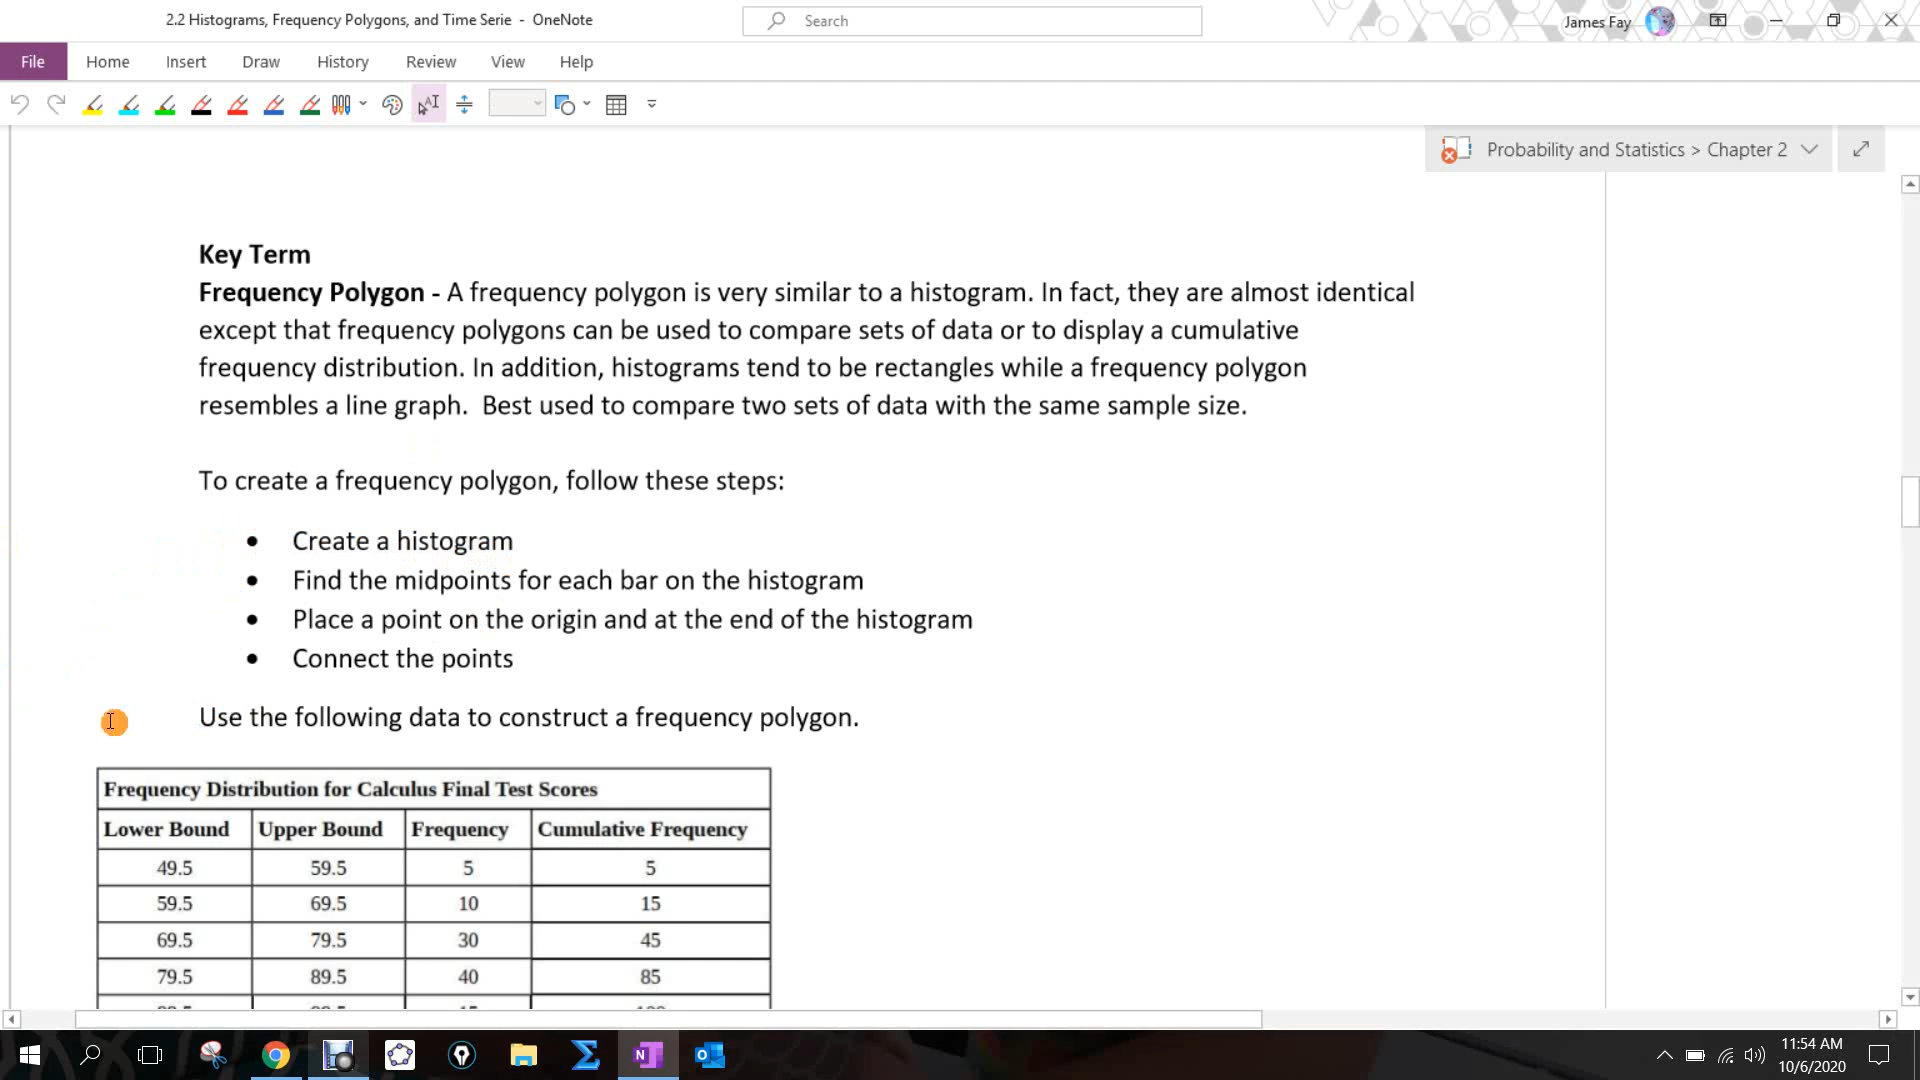 2.2 Histograms, Frequency Polygons, and Time Serie - OneNote
Search
James Fay
File Home Insert Draw History Review View Help
Probability and Statistics > Chapter 2
Key Term
Frequency Polygon - A frequency polygon is very similar to a histogram. In fact, they are almost identical
except that frequency polygons can be used to compare sets of data or to display a cumulative
frequency distribution. In addition, histograms tend to be rectangles while a frequency polygon
resembles a line graph. Best used to compare two sets of data with the same sample size.
To create a frequency polygon, follow these steps:
• Create a histogram
• Find the midpoints for each bar on the histogram
• Place a point on the origin and at the end of the histogram
• Connect the points
Use the following data to construct a frequency polygon.
Frequency Distribution for Calculus Final Test Scores
Lower Bound Upper Bound Frequency Cumulative Frequency
49.5 59.5 5 5
59.5 69.5 10 15
69.5 79.5 30 45
79.5 89.5 40 85
11:54 AM
10/6/2020